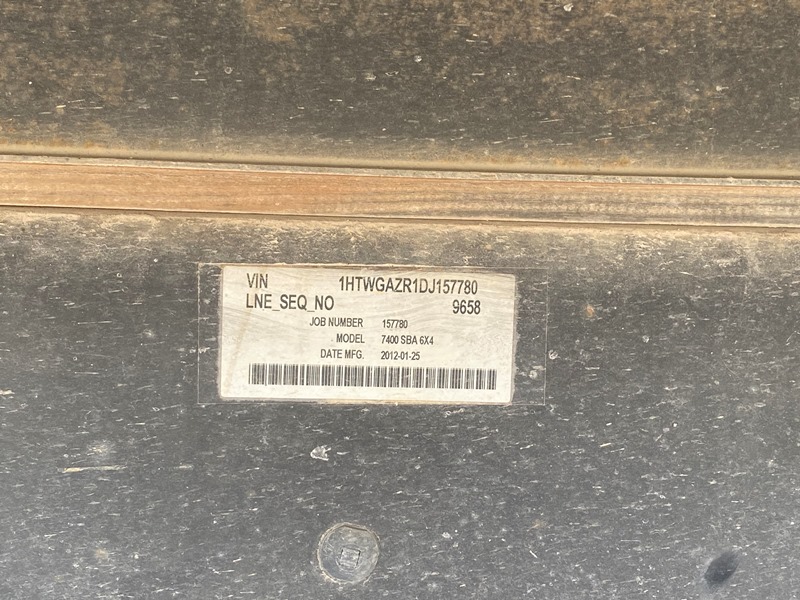 VIN 1HTWGAZR1DJ157780
LNE_SEQ_NO 9658
JOB NUMBER 157780
MODEL 7400 SBA 6X4
DATE MFG. 2012-01-25